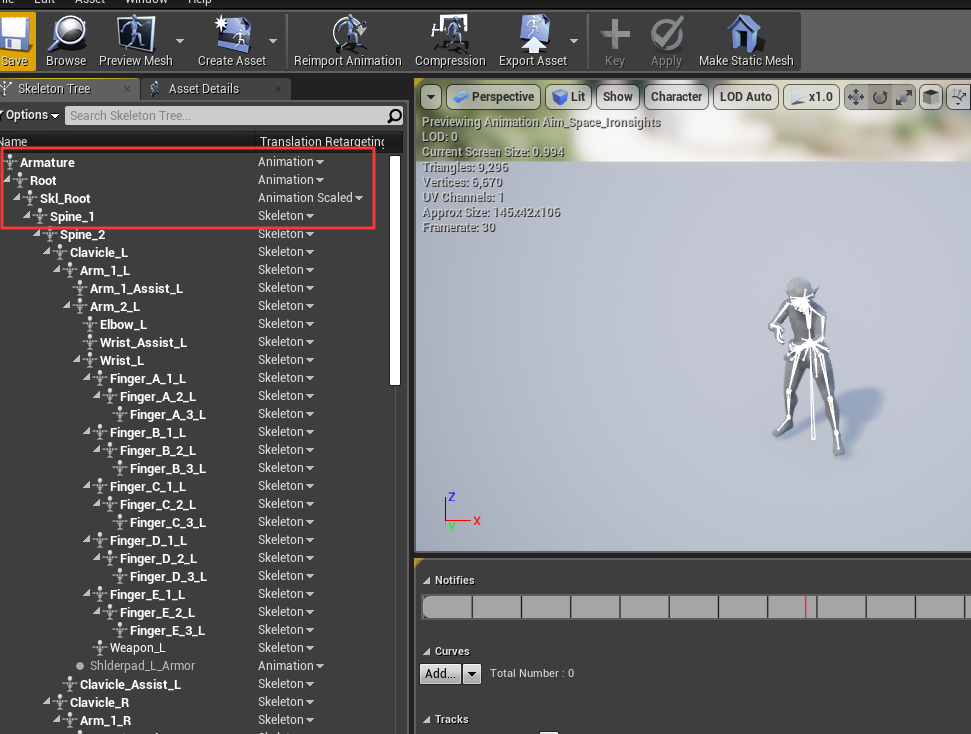 File Edit Asset Window Help
Save Browse Preview Mesh Create Asset Reimport Animation Compression Export Asset Key Apply Make Static Mesh
Skeleton Tree × Asset Details ×
Options Search Skeleton Tree...
Name Translation Retargeting
Armature Animation
Root Animation
Skl_Root Animation Scaled
Spine_1 Skeleton
Spine_2 Skeleton
Clavicle_L Skeleton
Arm_1_L Skeleton
Arm_1_Assist_L Skeleton
Arm_2_L Skeleton
Elbow_L Skeleton
Wrist_Assist_L Skeleton
Wrist_L Skeleton
Finger_A_1_L Skeleton
Finger_A_2_L Skeleton
Finger_A_3_L Skeleton
Finger_B_1_L Skeleton
Finger_B_2_L Skeleton
Finger_B_3_L Skeleton
Finger_C_1_L Skeleton
Finger_C_2_L Skeleton
Finger_C_3_L Skeleton
Finger_D_1_L Skeleton
Finger_D_2_L Skeleton
Finger_D_3_L Skeleton
Finger_E_1_L Skeleton
Finger_E_2_L Skeleton
Finger_E_3_L Skeleton
Weapon_L Skeleton
Shlderpad_L_Armor Animation
Clavicle_Assist_L Skeleton
Clavicle_R Skeleton
Arm_1_R Skeleton
Perspective Lit Show Character LOD Auto x1.0
Previewing Animation Aim_Space_Ironsights
LOD: 0
Current Screen Size: 0.994
Triangles: 9,296
Vertices: 6,670
UV Channels: 1
Approx Size: 145x42x106
Framerate: 30
Z
X
Y
Notifies
Curves
Add... Total Number : 0
Tracks